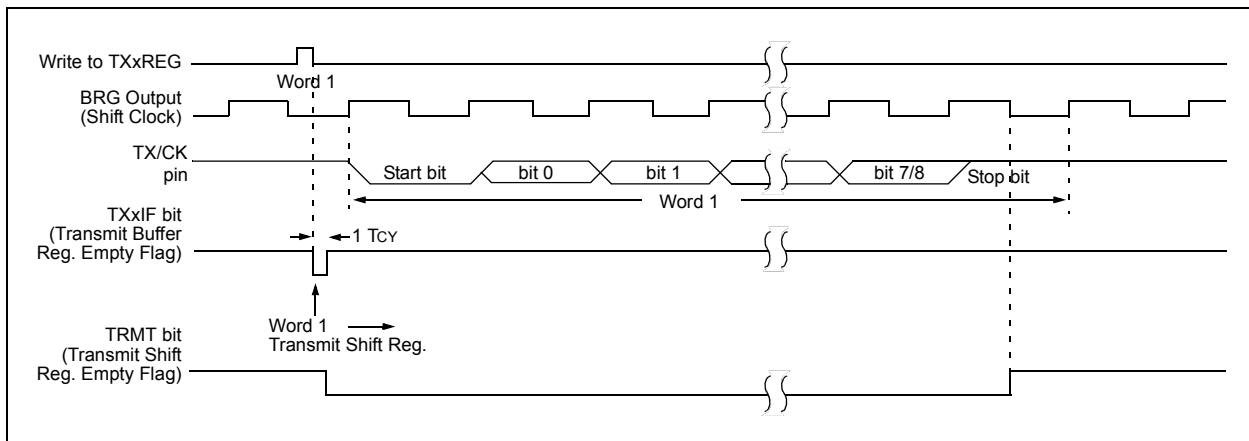 Write to TXxREG
Word 1
BRG Output
(Shift Clock)
TX/CK
pin
Start bit
bit 0
bit 1
bit 7/8
Stop bit
Word 1
TXxIF bit
(Transmit Buffer
Reg. Empty Flag)
1 TCY
Word 1
Transmit Shift Reg.
TRMT bit
(Transmit Shift
Reg. Empty Flag)